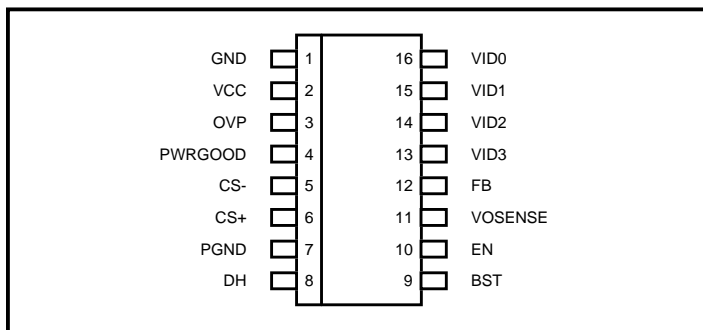 GND 1 16 VID0
VCC 2 15 VID1
OVP 3 14 VID2
PWRGOOD 4 13 VID3
CS- 5 12 FB
CS+ 6 11 VOSENSE
PGND 7 10 EN
DH 8 9 BST